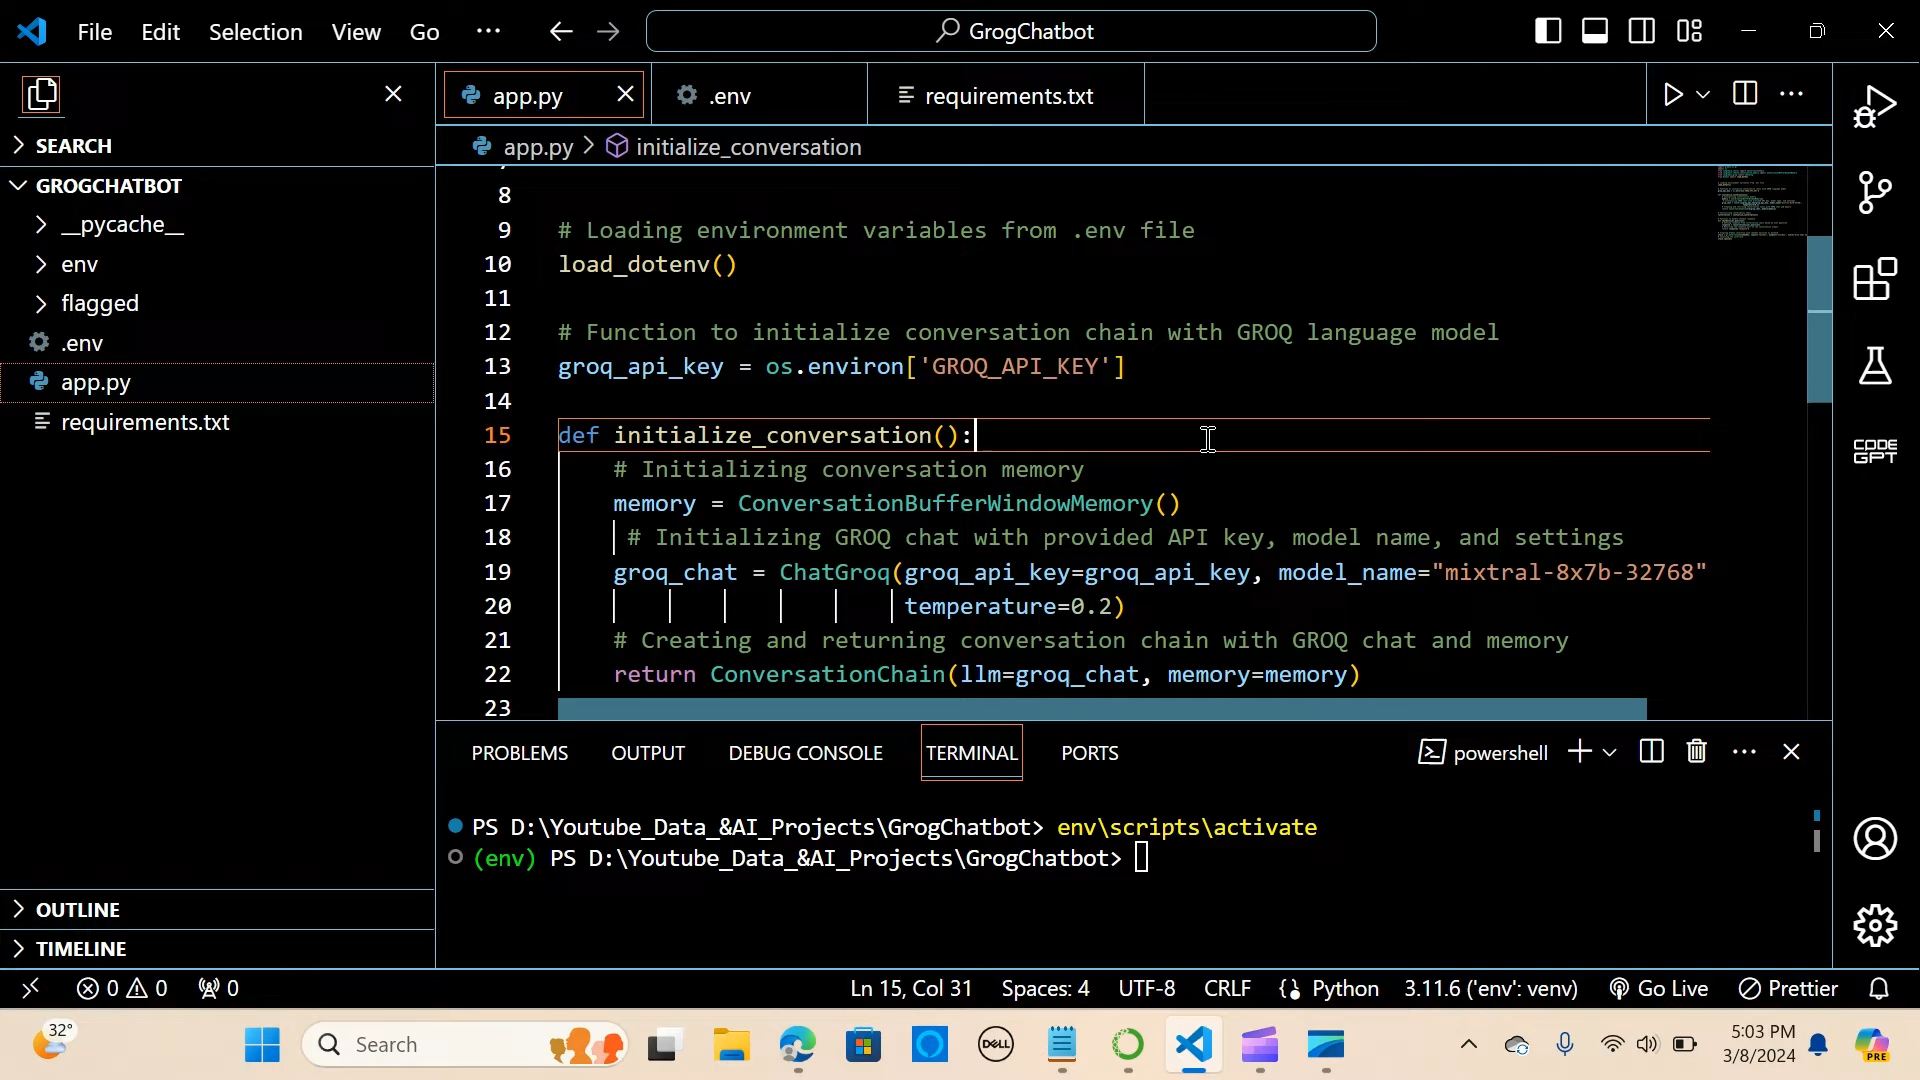 File Edit Selection View Go ··· GrogChatbot
app.py .env requirements.txt
SEARCH
app.py > initialize_conversation
GROGCHATBOT
__pycache__
env
flagged
.env
app.py
requirements.txt
8
9 # Loading environment variables from .env file
10 load_dotenv()
11
12 # Function to initialize conversation chain with GROQ language model
13 groq_api_key = os.environ['GROQ_API_KEY']
14
15 def initialize_conversation():
16 # Initializing conversation memory
17 memory = ConversationBufferWindowMemory()
18 # Initializing GROQ chat with provided API key, model name, and settings
19 groq_chat = ChatGroq(groq_api_key=groq_api_key, model_name="mixtral-8x7b-32768"
20 temperature=0.2)
21 # Creating and returning conversation chain with GROQ chat and memory
22 return ConversationChain(llm=groq_chat, memory=memory)
23
CODE
GPT
PROBLEMS OUTPUT DEBUG CONSOLE TERMINAL PORTS powershell
PS D:\Youtube_Data_&AI_Projects\GrogChatbot> env\scripts\activate
(env) PS D:\Youtube_Data_&AI_Projects\GrogChatbot>
OUTLINE
TIMELINE
0 0 0 Ln 15, Col 31 Spaces: 4 UTF-8 CRLF Python 3.11.6 ('env': venv) Go Live Prettier
32° Search DELL 5:03 PM
3/8/2024 PRE